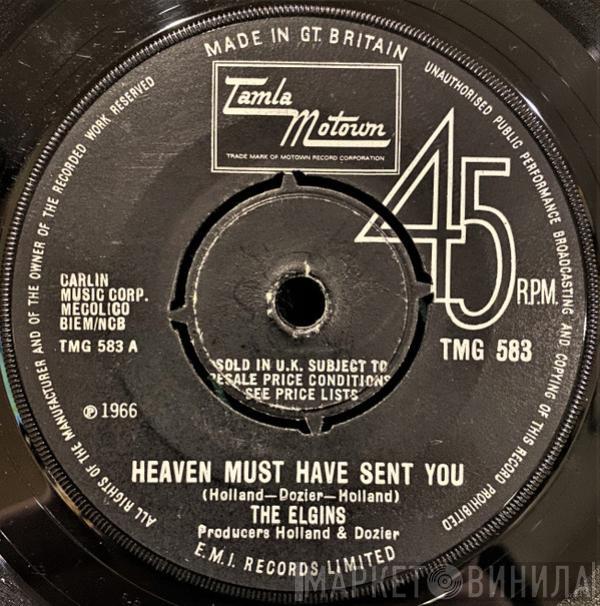 MADE IN GT. BRITAIN
UNAUTHORISED PUBLIC PERFORMANCE BROADCASTING AND COPYING OF THIS RECORD PROHIBITED
ALL RIGHTS OF THE MANUFACTURER AND OF THE OWNER OF THE RECORDED WORK RESERVED
Tamla
Motown
TRADE MARK OF MOTOWN RECORD CORPORATION
45
R.P.M.
CARLIN
MUSIC CORP.
MECOLICO
BIEM/NCB
TMG 583 A
TMG 583
SOLD IN U.K. SUBJECT TO
RESALE PRICE CONDITIONS
SEE PRICE LISTS
℗ 1966
HEAVEN MUST HAVE SENT YOU
(Holland—Dozier—Holland)
THE ELGINS
Producers Holland & Dozier
E.M.I. RECORDS LIMITED
МАРКЕТ ВИНИЛА